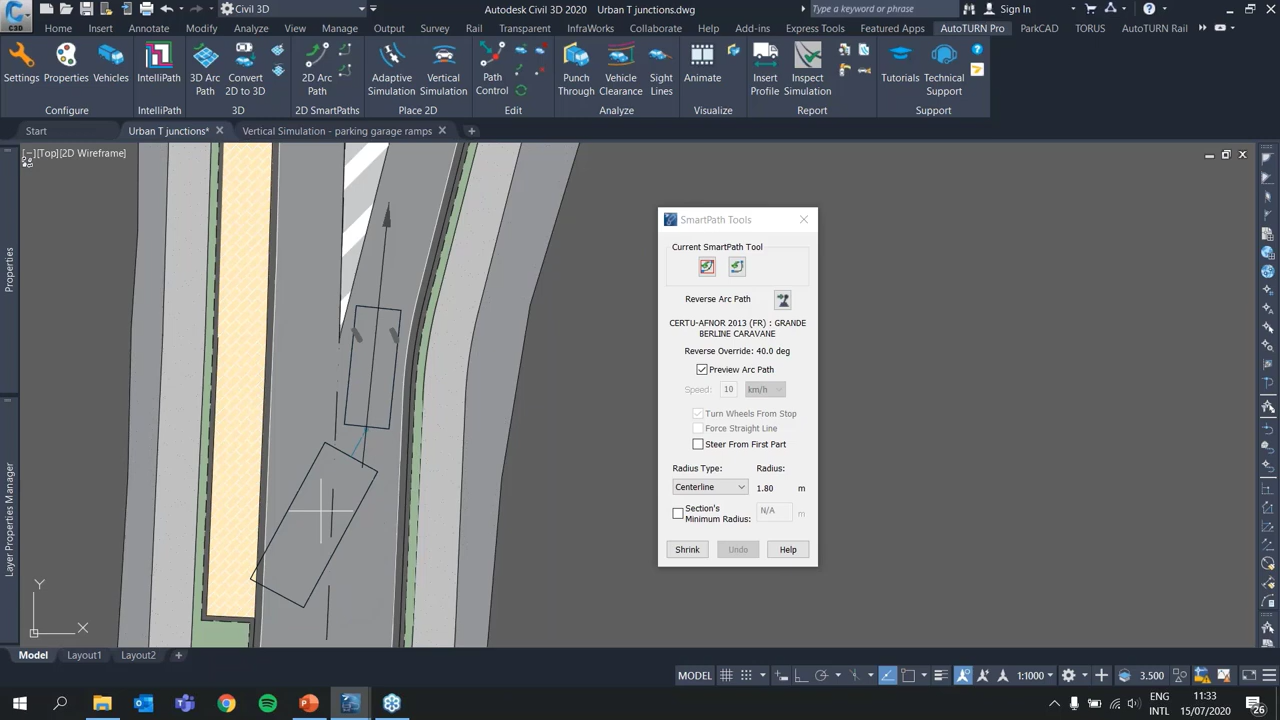 C3D
Civil 3D
Autodesk Civil 3D 2020 Urban T junctions.dwg
Type a keyword or phrase
Sign In
Home Insert Annotate Modify Analyze View Manage Output Survey Rail Transparent InfraWorks Collaborate Help Add-ins Express Tools Featured Apps AutoTURN Pro ParkCAD TORUS AutoTURN Rail
Settings Properties Vehicles IntelliPath 3D Arc Path Convert 2D to 3D 2D Arc Path Adaptive Simulation Vertical Simulation Path Control Punch Through Vehicle Clearance Sight Lines Animate Insert Profile Inspect Simulation Tutorials Technical Support
Configure IntelliPath 3D 2D SmartPaths Place 2D Edit Analyze Visualize Report Support
Start Urban T junctions* Vertical Simulation - parking garage ramps
[−][Top][2D Wireframe]
Properties
Layer Properties Manager
SmartPath Tools
Current SmartPath Tool
Reverse Arc Path
CERTU-AFNOR 2013 (FR) : GRANDE
BERLINE CARAVANE
Reverse Override: 40.0 deg
Preview Arc Path
Speed: 10 km/h
Turn Wheels From Stop
Force Straight Line
Steer From First Part
Radius Type: Radius:
Centerline 1.80 m
Section's
Minimum Radius: N/A m
Shrink Undo Help
Y
X
Model Layout1 Layout2
MODEL 1:1000 3.500
ENG
INTL
11:33
15/07/2020
26